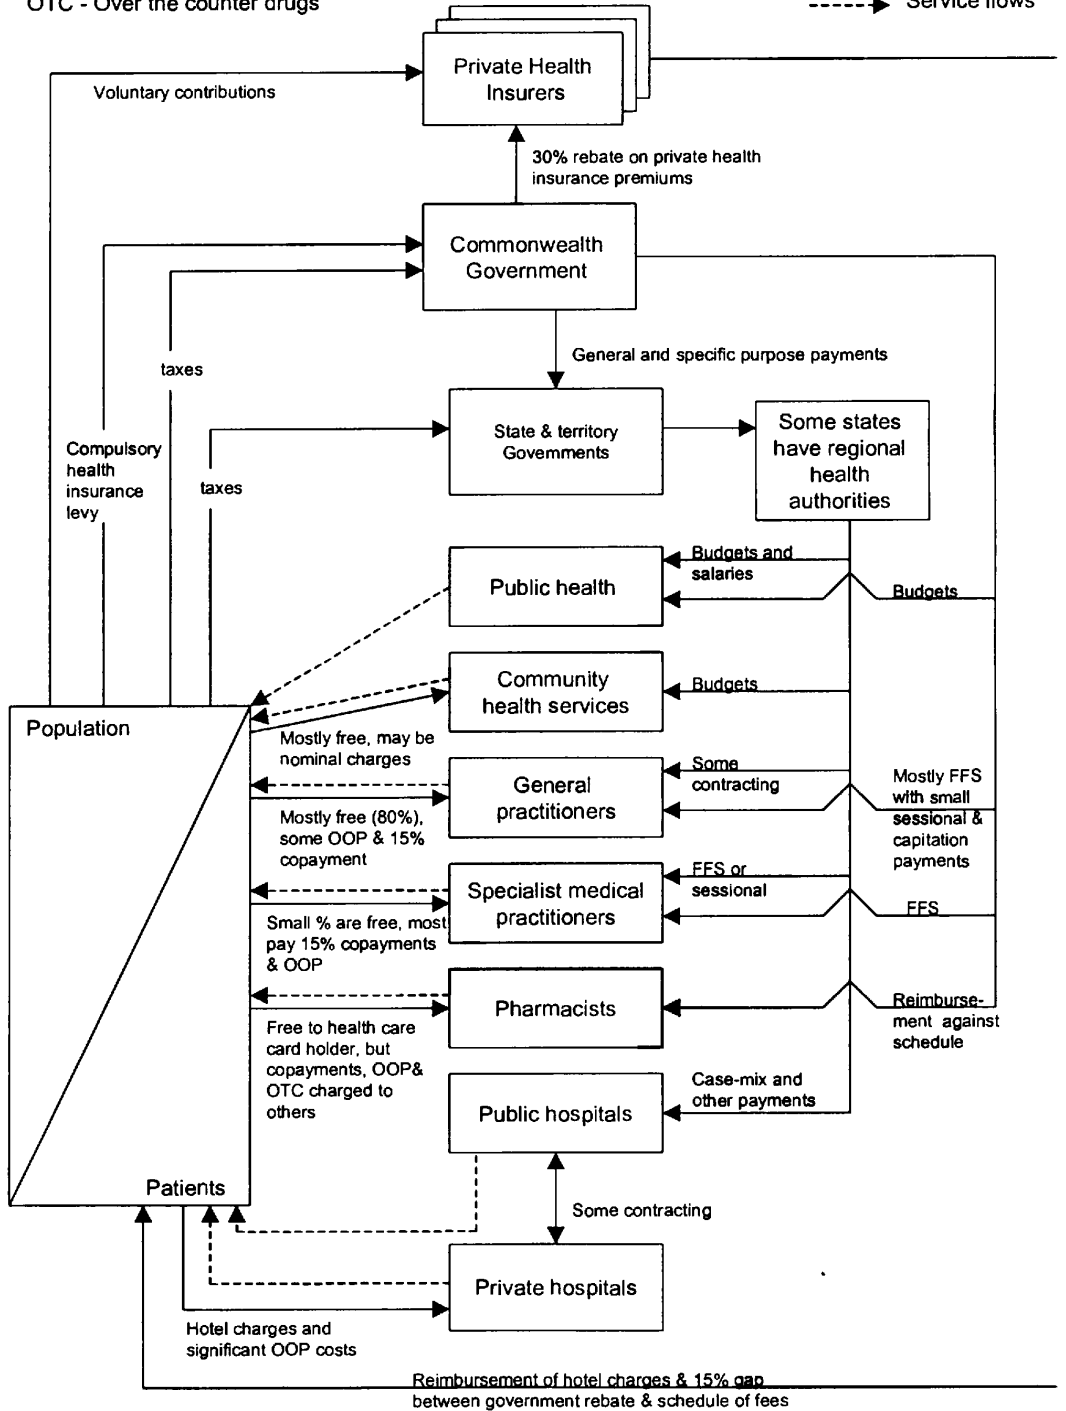 OTC - Over the counter drugs
Service flows
Private Health
Insurers
Voluntary contributions
30% rebate on private health
insurance premiums
Commonwealth
Government
General and specific purpose payments
taxes
State & territory
Governments
Some states
have regional
health
authorities
Compulsory
health
insurance
levy
taxes
Public health
Budgets and
salaries
Budgets
Community
health services
Budgets
Population
Mostly free, may be
nominal charges
General
practitioners
Some
contracting
Mostly FFS
with small
sessional &
capitation
payments
Mostly free (80%),
some OOP & 15%
copayment
Specialist medical
practitioners
FFS or
sessional
FFS
Small % are free, most
pay 15% copayments
& OOP
Pharmacists
Reimburse-
ment against
schedule
Free to health care
card holder, but
copayments, OOP&
OTC charged to
others
Public hospitals
Case-mix and
other payments
Patients
Some contracting
Private hospitals
Hotel charges and
significant OOP costs
Reimbursement of hotel charges & 15% gap
between government rebate & schedule of fees